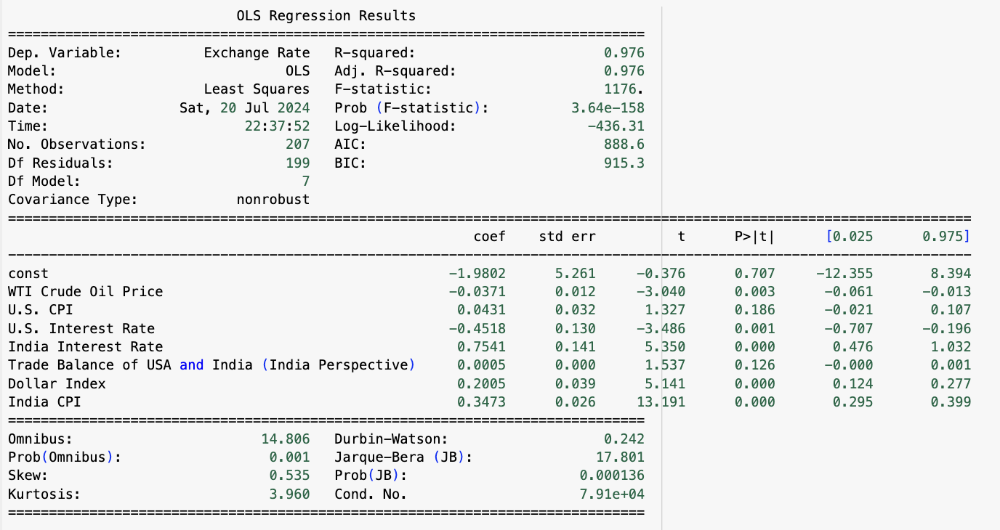 OLS Regression Results
==============================================================================
Dep. Variable: Exchange Rate R-squared: 0.976
Model: OLS Adj. R-squared: 0.976
Method: Least Squares F-statistic: 1176.
Date: Sat, 20 Jul 2024 Prob (F-statistic): 3.64e-158
Time: 22:37:52 Log-Likelihood: -436.31
No. Observations: 207 AIC: 888.6
Df Residuals: 199 BIC: 915.3
Df Model: 7
Covariance Type: nonrobust
======================================================================================================================
coef std err t P>|t| [0.025 0.975]
----------------------------------------------------------------------------------------------------------------------
const -1.9802 5.261 -0.376 0.707 -12.355 8.394
WTI Crude Oil Price -0.0371 0.012 -3.040 0.003 -0.061 -0.013
U.S. CPI 0.0431 0.032 1.327 0.186 -0.021 0.107
U.S. Interest Rate -0.4518 0.130 -3.486 0.001 -0.707 -0.196
India Interest Rate 0.7541 0.141 5.350 0.000 0.476 1.032
Trade Balance of USA and India (India Perspective) 0.0005 0.000 1.537 0.126 -0.000 0.001
Dollar Index 0.2005 0.039 5.141 0.000 0.124 0.277
India CPI 0.3473 0.026 13.191 0.000 0.295 0.399
==============================================================================
Omnibus: 14.806 Durbin-Watson: 0.242
Prob(Omnibus): 0.001 Jarque-Bera (JB): 17.801
Skew: 0.535 Prob(JB): 0.000136
Kurtosis: 3.960 Cond. No. 7.91e+04
==============================================================================